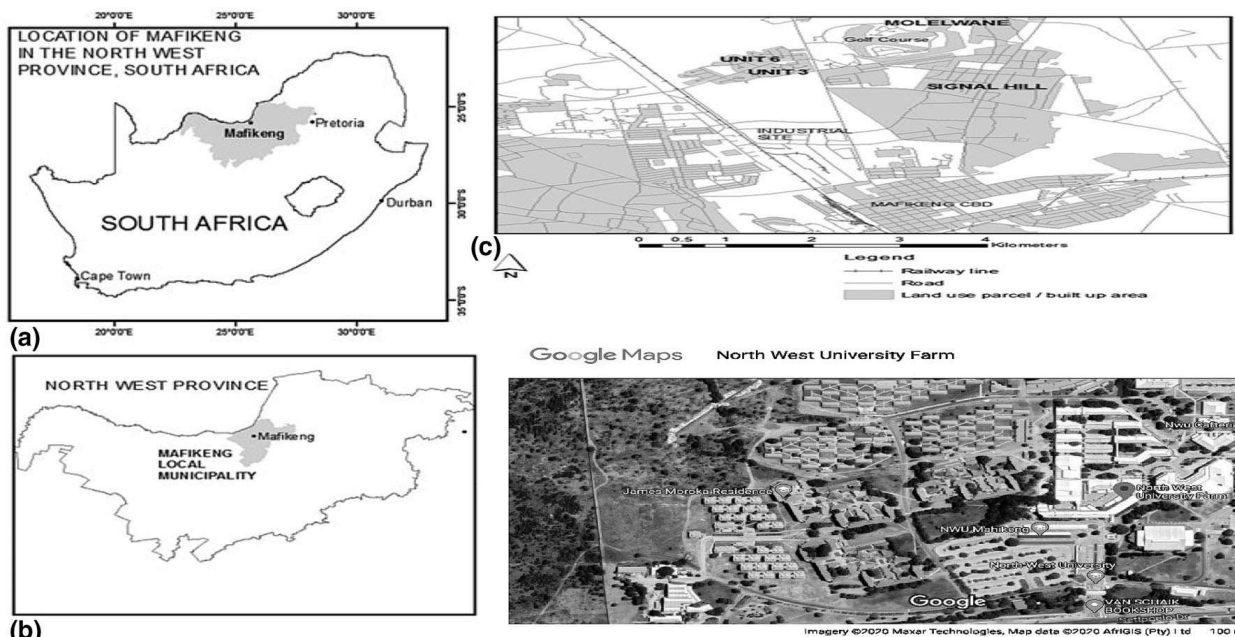 20°0'0"E 25°0'0"E 30°0'0"E
LOCATION OF MAFIKENG
IN THE NORTH WEST
PROVINCE, SOUTH AFRICA
25°0'0"S
Mafikeng
Pretoria
30°0'0"S
Durban
SOUTH AFRICA
Cape Town
35°0'0"S
20°0'0"E 25°0'0"E 30°0'0"E
(a)
NORTH WEST PROVINCE
Mafikeng
MAFIKENG
LOCAL
MUNICIPALITY
(b)
MOLELWANE
Golf Course
UNIT 6
UNIT 3
SIGNAL HILL
INDUSTRIAL
SITE
MAFIKENG CBD
(c)
0 0.5 1 2 3 4
Kilometers
N
Legend
Railway line
Road
Land use parcel / built up area
Google Maps North West University Farm
James Moroka Residence
North West
University Farm
NWU Mahikeng
North-West University
VAN SCHAIK
BOOKSHOP
Google
Imagery ©2020 Maxar Technologies, Map data ©2020 AfriGIS (Pty) Ltd 100